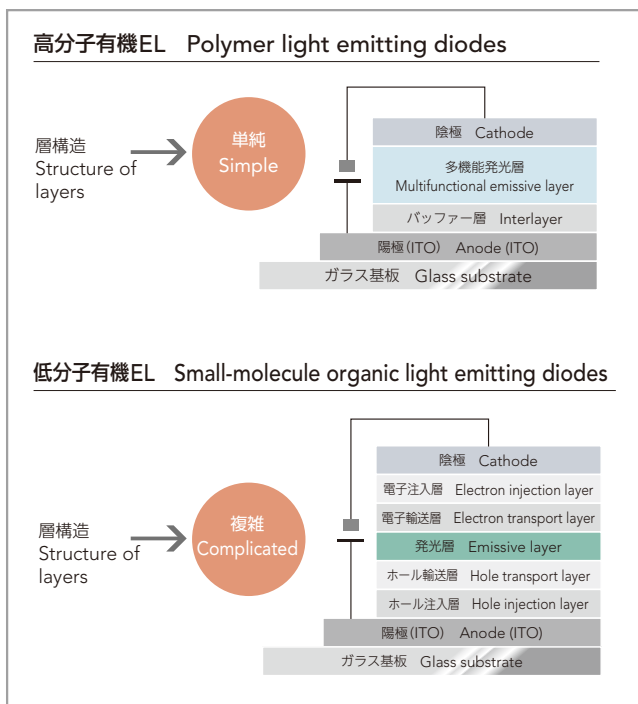 高分子有機EL Polymer light emitting diodes
層構造
Structure of
layers
単純
Simple
陰極 Cathode
多機能発光層
Multifunctional emissive layer
バッファー層 Interlayer
陽極(ITO) Anode (ITO)
ガラス基板 Glass substrate
低分子有機EL Small-molecule organic light emitting diodes
層構造
Structure of
layers
複雑
Complicated
陰極 Cathode
電子注入層 Electron injection layer
電子輸送層 Electron transport layer
発光層 Emissive layer
ホール輸送層 Hole transport layer
ホール注入層 Hole injection layer
陽極(ITO) Anode (ITO)
ガラス基板 Glass substrate